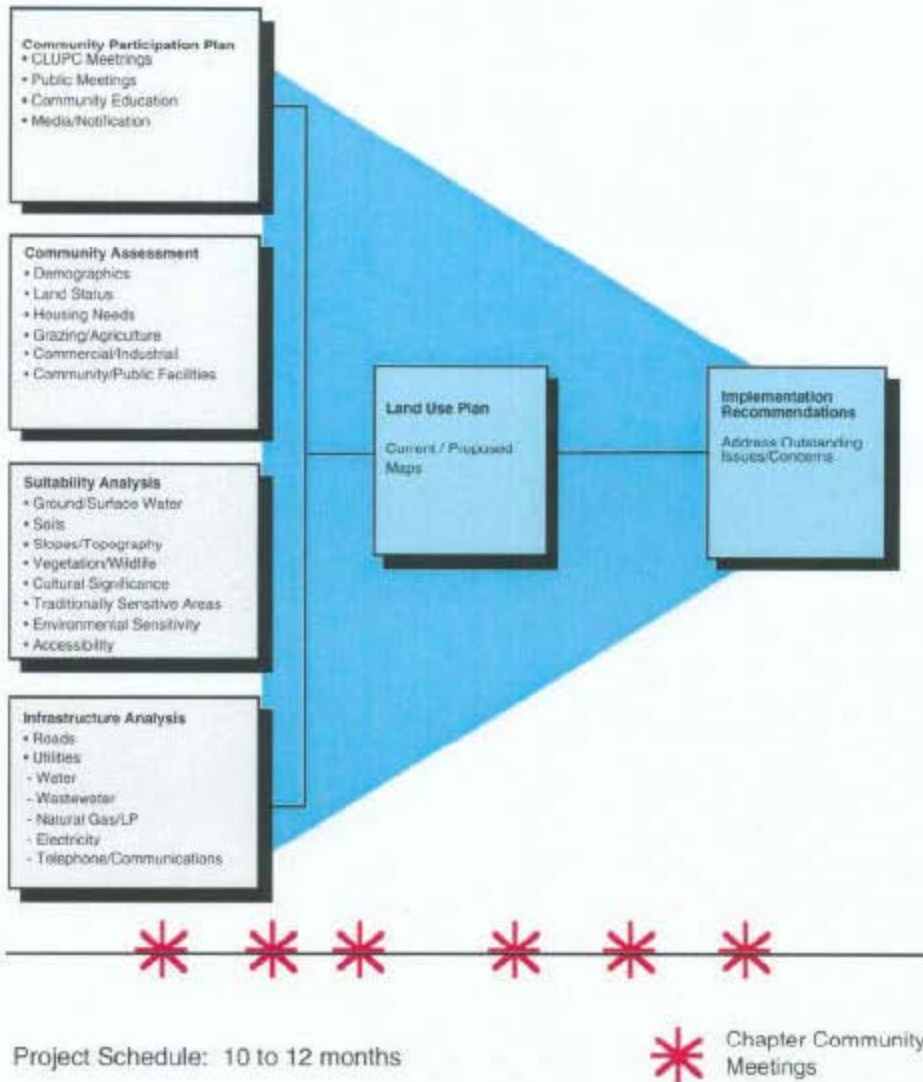 Community Participation Plan
• CLUPC Meetrings
• Public Meetings
• Community Education
• Media/Notification
Community Assessment
• Demographics
• Land Status
• Housing Needs
• Grazing/Agriculture
• Commercial/Industrial
• Community/Public Facilities
Suitability Analysis
• Ground/Surface Water
• Soils
• Slopes/Topography
• Vegetation/Wildlife
• Cultural Significance
• Traditionally Sensitive Areas
• Environmental Sensitivity
• Accessibility
Infrastructure Analysis
• Roads
• Utilities
- Water
- Wastewater
- Natural Gas/LP
- Electricity
- Telephone/Communications
Land Use Plan
Current / Proposed
Maps
Implementation
Recommendations
Address Outstanding
Issues/Concerns
Project Schedule: 10 to 12 months
Chapter Community
Meetings